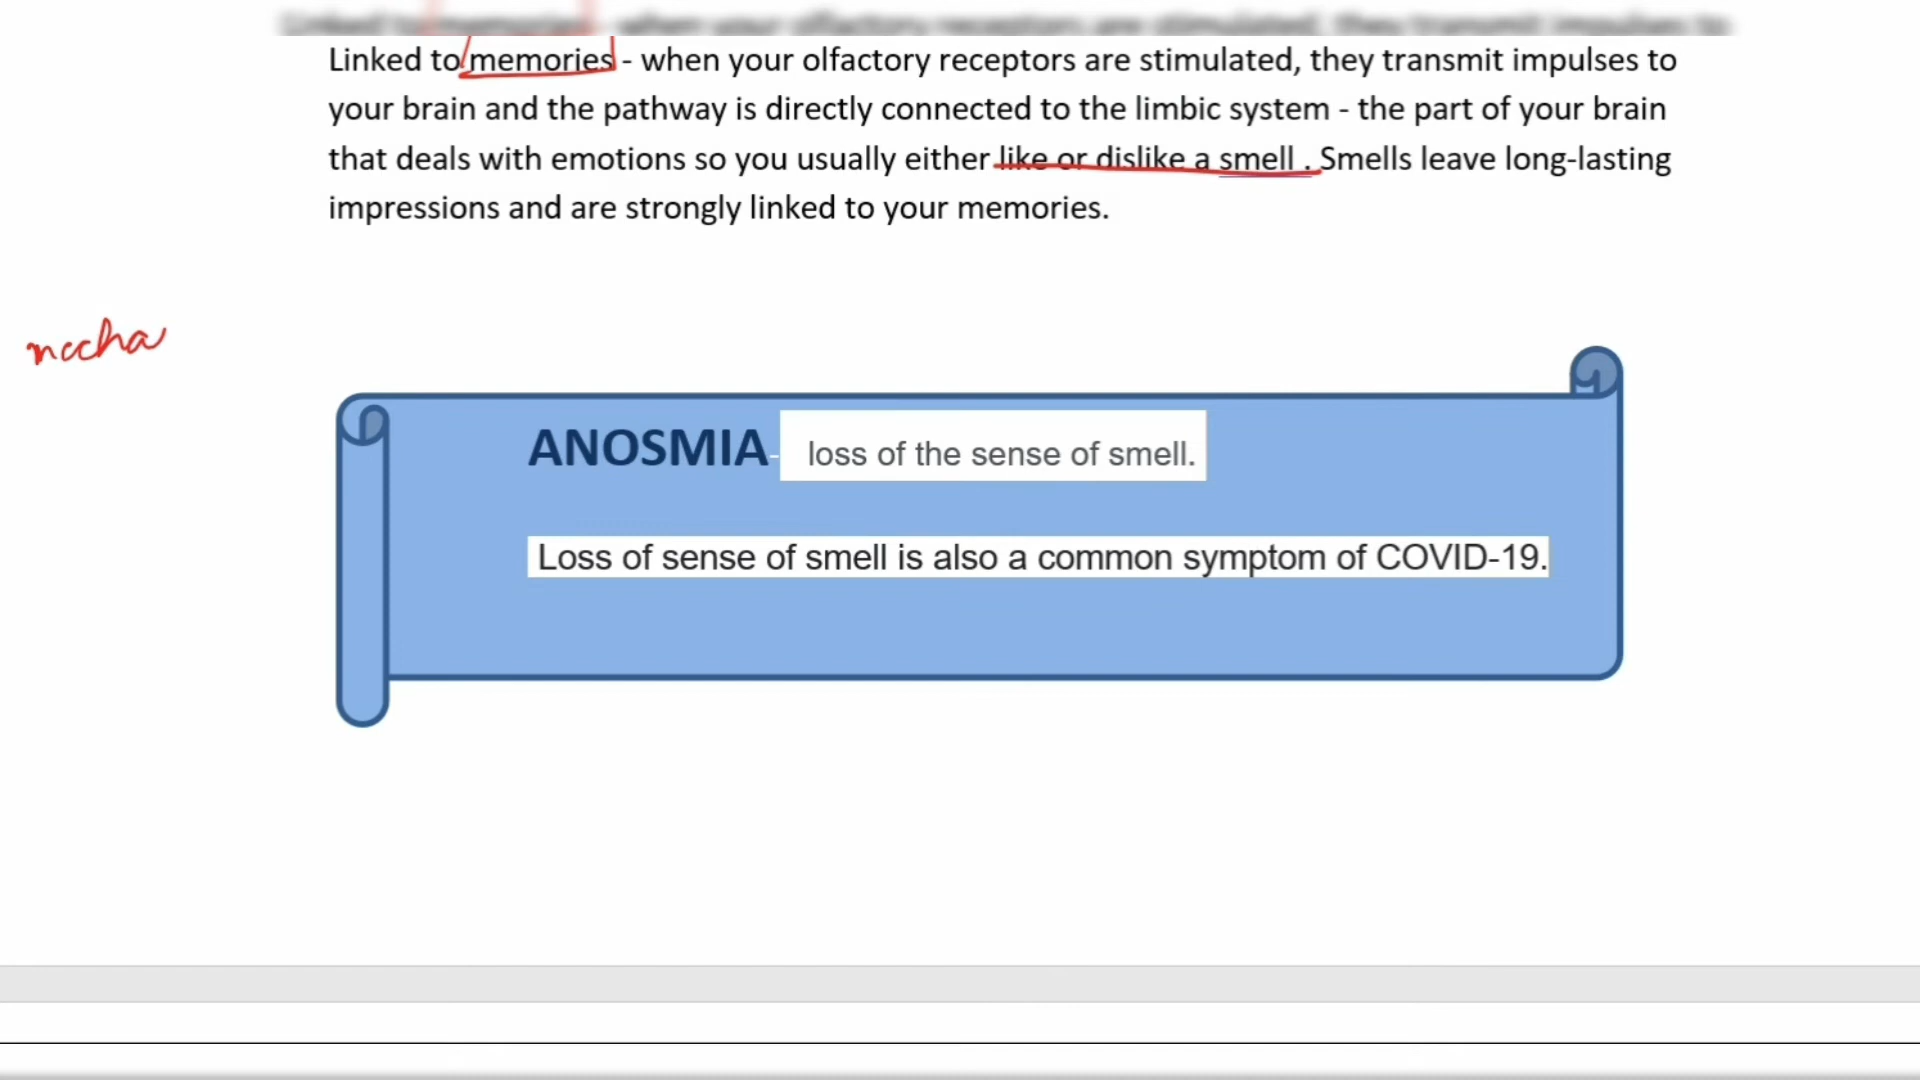 Linked to memories - when your olfactory receptors are stimulated, they transmit impulses to
your brain and the pathway is directly connected to the limbic system - the part of your brain
that deals with emotions so you usually either like or dislike a smell . Smells leave long-lasting
impressions and are strongly linked to your memories.
ANOSMIA- loss of the sense of smell.
Loss of sense of smell is also a common symptom of COVID-19.